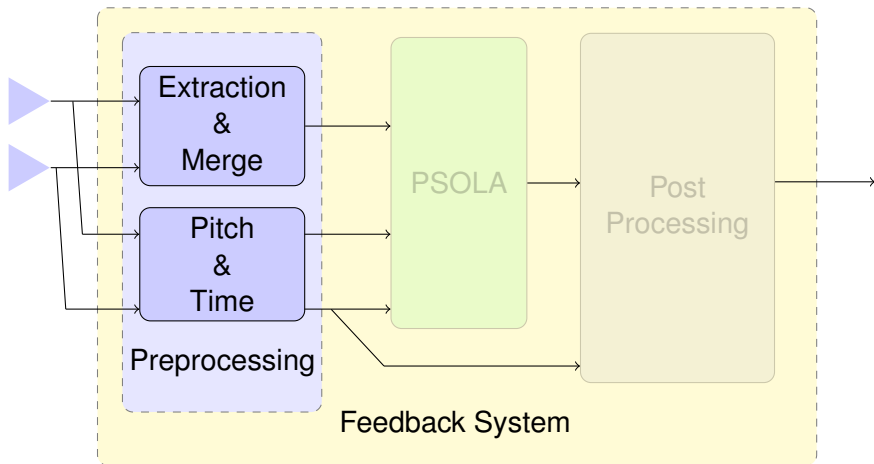 Extraction
&
Merge
Pitch
&
Time
Preprocessing
PSOLA
Post
Processing
Feedback System